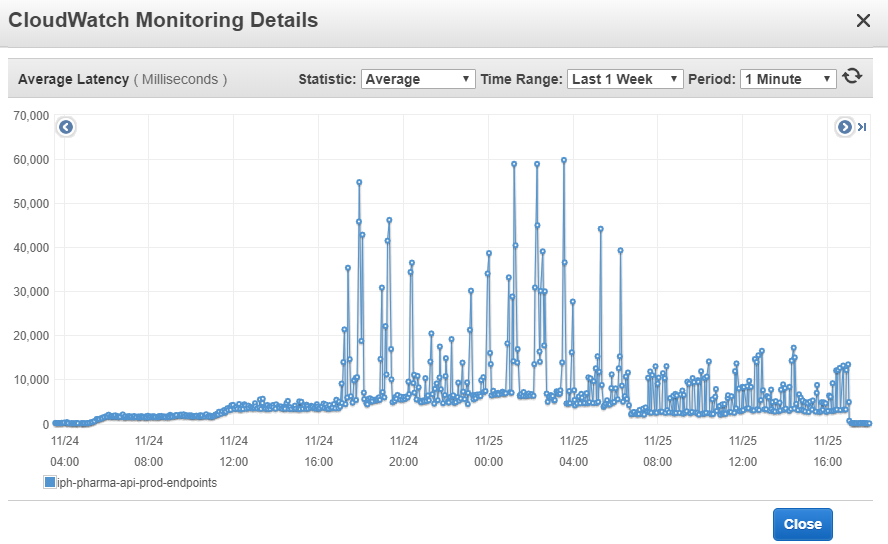 CloudWatch Monitoring Details
Average Latency ( Milliseconds ) Statistic: Average Time Range: Last 1 Week Period: 1 Minute
70,000
60,000
50,000
40,000
30,000
20,000
10,000
0
11/24 11/24 11/24 11/24 11/24 11/25 11/25 11/25 11/25 11/25
04:00 08:00 12:00 16:00 20:00 00:00 04:00 08:00 12:00 16:00
iph-pharma-api-prod-endpoints
Close